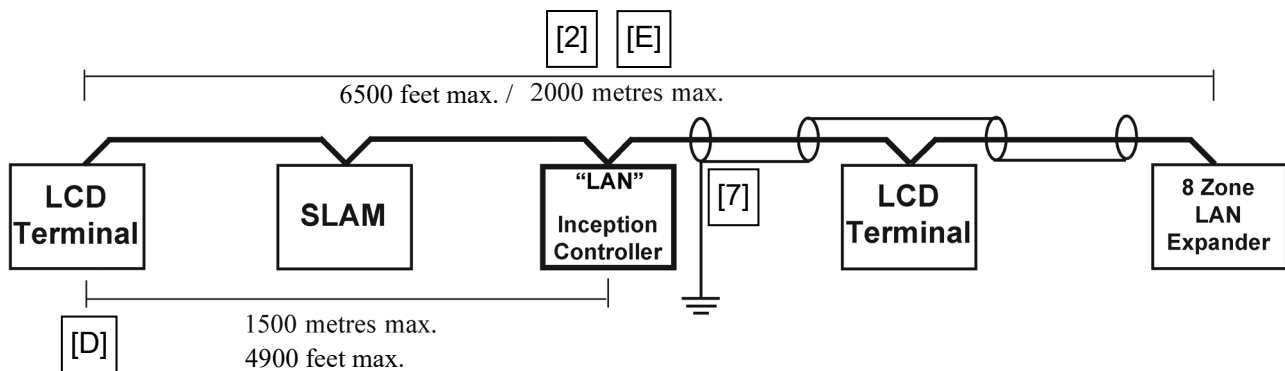 [2] [E]
6500 feet max. / 2000 metres max.
LCD
Terminal
SLAM
“LAN”
Inception
Controller
[7]
LCD
Terminal
8 Zone
LAN
Expander
[D]
1500 metres max.
4900 feet max.